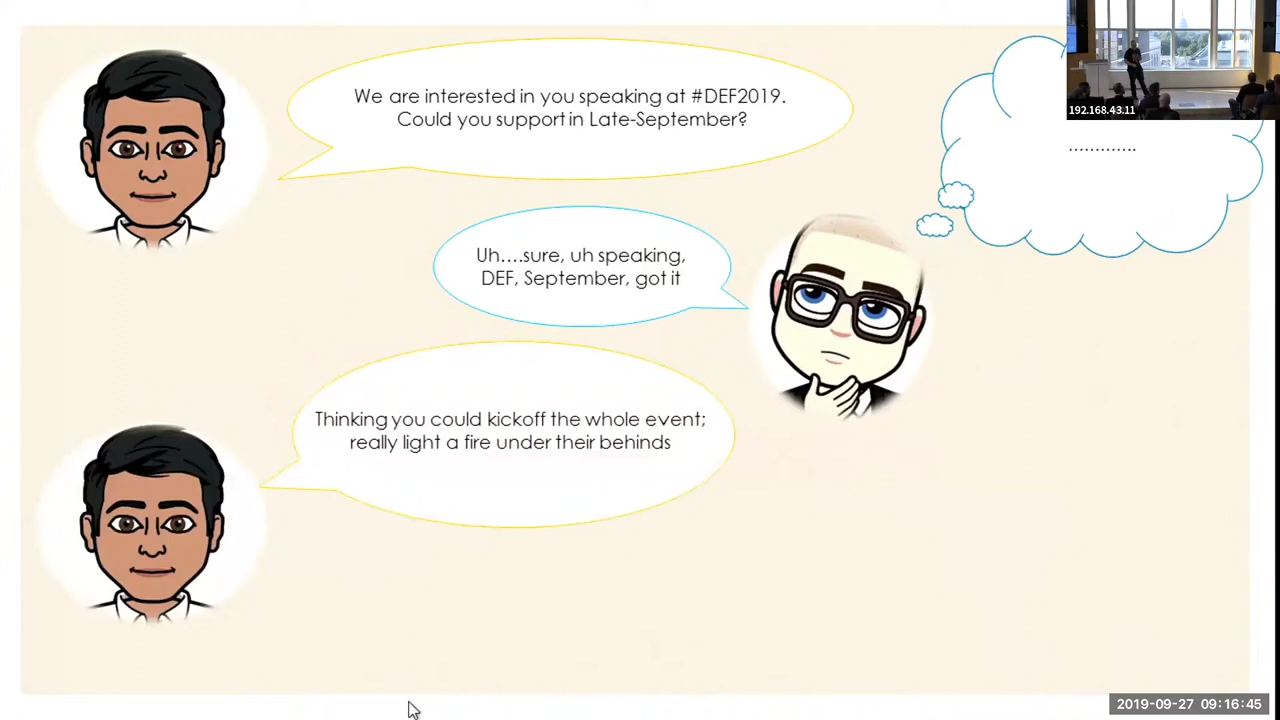 We are interested in you speaking at #DEF2019.
Could you support in Late-September?
192.168.43.11
.............
Uh....sure, uh speaking,
DEF, September, got it
Thinking you could kickoff the whole event;
really light a fire under their behinds
2019-09-27 09:16:45